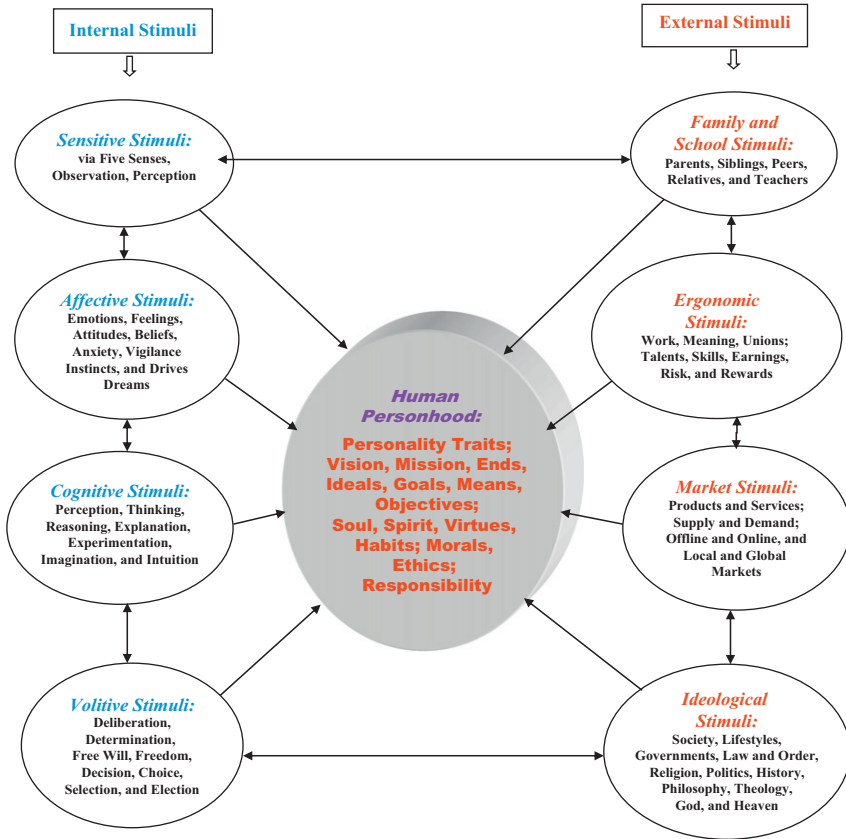 Internal Stimuli
External Stimuli
Sensitive Stimuli:
via Five Senses,
Observation, Perception
Family and
School Stimuli:
Parents, Siblings, Peers,
Relatives, and Teachers
Affective Stimuli:
Emotions, Feelings,
Attitudes, Beliefs,
Anxiety, Vigilance
Instincts, and Drives
Dreams
Ergonomic
Stimuli:
Work, Meaning, Unions;
Talents, Skills, Earnings,
Risk, and Rewards
Human
Personhood:
Personality Traits;
Vision, Mission, Ends,
Ideals, Goals, Means,
Objectives;
Soul, Spirit, Virtues,
Habits; Morals,
Ethics;
Responsibility
Cognitive Stimuli:
Perception, Thinking,
Reasoning, Explanation,
Experimentation,
Imagination, and Intuition
Market Stimuli:
Products and Services;
Supply and Demand;
Offline and Online, and
Local and Global
Markets
Volitive Stimuli:
Deliberation,
Determination,
Free Will, Freedom,
Decision, Choice,
Selection, and Election
Ideological
Stimuli:
Society, Lifestyles,
Governments, Law and Order,
Religion, Politics, History,
Philosophy, Theology,
God, and Heaven